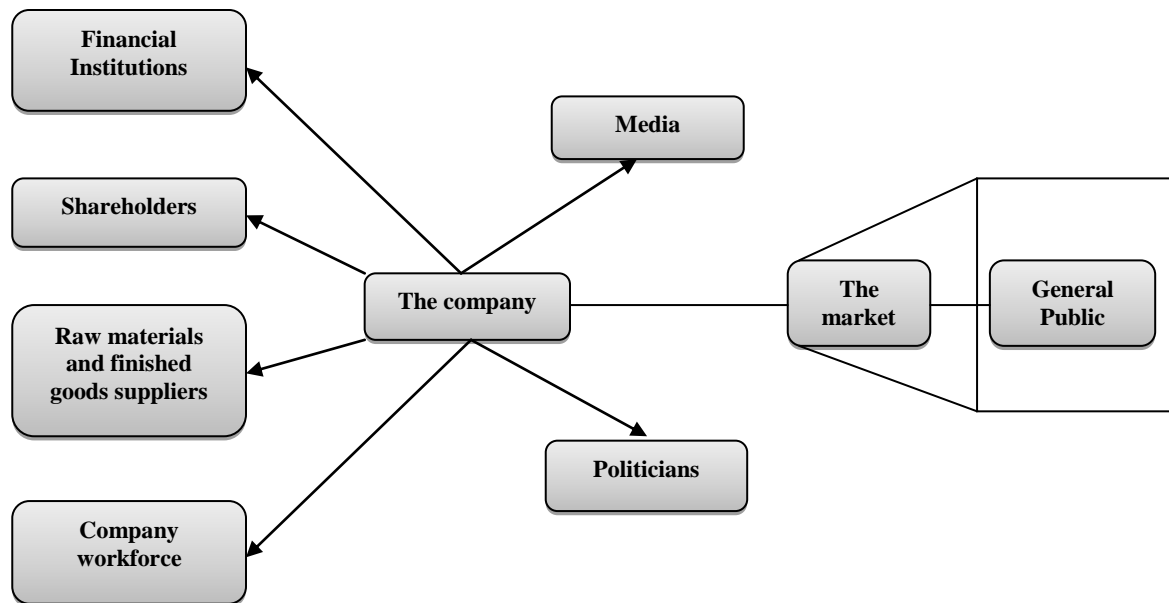 Financial
Institutions
Media
Shareholders
The company
The
market
General
Public
Raw materials
and finished
goods suppliers
Politicians
Company
workforce